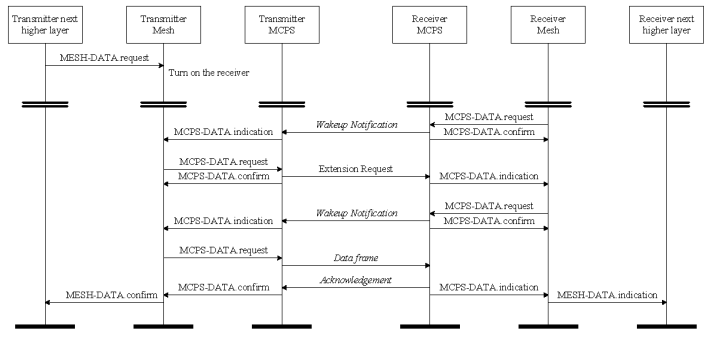 Transmitter next
higher layer
Transmitter
Mesh
Transmitter
MCPS
Receiver
MCPS
Receiver
Mesh
Receiver next
higher layer
MESH-DATA.request
Turn on the receiver
MCPS-DATA.request
Wakeup Notification
MCPS-DATA.indication
MCPS-DATA.confirm
MCPS-DATA.request
Extension Request
MCPS-DATA.confirm
MCPS-DATA.indication
MCPS-DATA.request
Wakeup Notification
MCPS-DATA.indication
MCPS-DATA.confirm
MCPS-DATA.request
Data frame
Acknowledgement
MCPS-DATA.confirm
MCPS-DATA.indication
MESH-DATA.confirm
MESH-DATA.indication